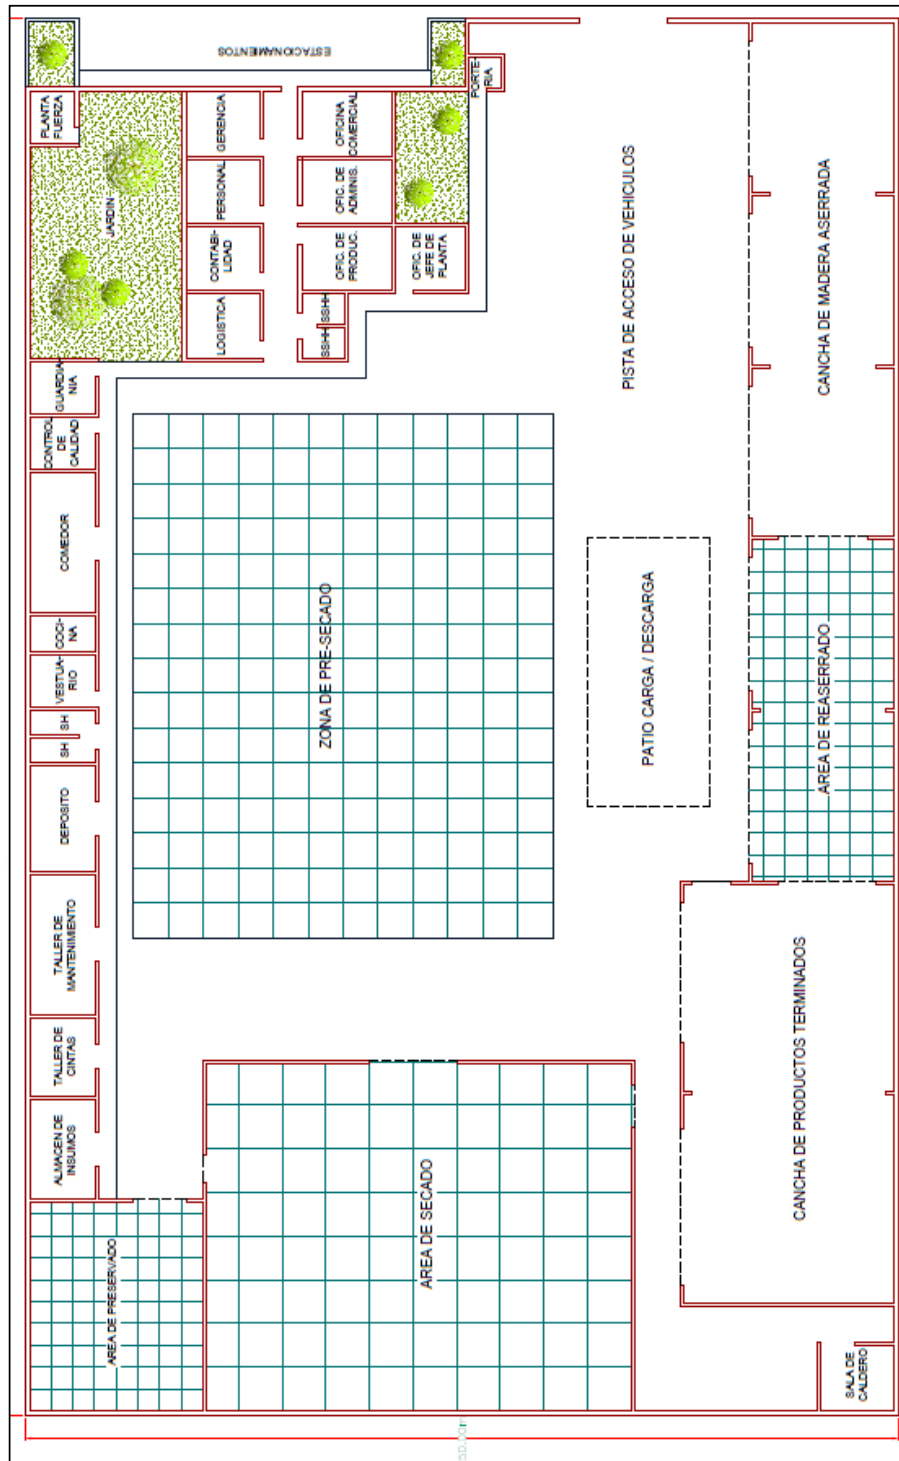 ESTACIONAMIENTOS
PORTE-
RIA
PLANTA
FUERZA
JARDIN
GERENCIA
PERSONAL
CONTABI-
LIDAD
LOGISTICA
OFICINA
COMERCIAL
OFIC. DE
ADMINIS.
OFIC. DE
PRODUC.
OFIC. DE
JEFE DE
PLANTA
SSHH
SSHH
GUARDIA-
NIA
CONTROL
DE
CALIDAD
COMEDOR
COCI-
NA
VESTUA-
RIO
SH
SH
DEPOSITO
TALLER DE
MANTENIMIENTO
TALLER DE
CINTAS
ALMACEN DE
INSUMOS
AREA DE PRESERVADO
ZONA DE PRE-SECADO
AREA DE SECADO
PISTA DE ACCESO DE VEHICULOS
PATIO CARGA / DESCARGA
CANCHA DE MADERA ASERRADA
AREA DE REASERRADO
CANCHA DE PRODUCTOS TERMINADOS
SALA DE
CALDERO
50.00m